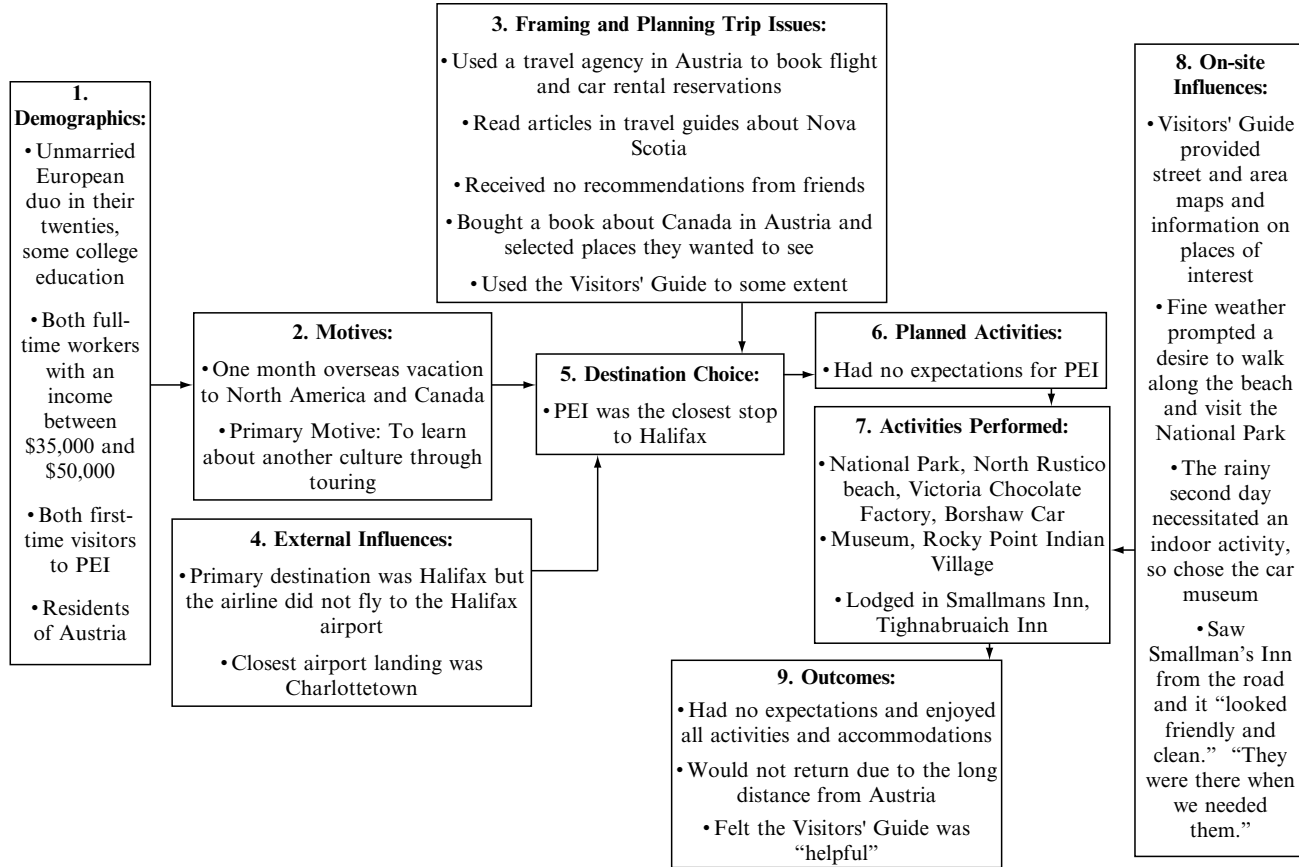 1.
Demographics:
• Unmarried
European
duo in their
twenties,
some college
education
• Both full-
time workers
with an
income
between
$35,000 and
$50,000
• Both first-
time visitors
to PEI
• Residents
of Austria
2. Motives:
• One month overseas vacation
to North America and Canada
• Primary Motive: To learn
about another culture through
touring
3. Framing and Planning Trip Issues:
• Used a travel agency in Austria to book flight
and car rental reservations
• Read articles in travel guides about Nova
Scotia
• Received no recommendations from friends
• Bought a book about Canada in Austria and
selected places they wanted to see
• Used the Visitors' Guide to some extent
4. External Influences:
• Primary destination was Halifax but
the airline did not fly to the Halifax
airport
• Closest airport landing was
Charlottetown
5. Destination Choice:
• PEI was the closest stop
to Halifax
6. Planned Activities:
• Had no expectations for PEI
7. Activities Performed:
• National Park, North Rustico
beach, Victoria Chocolate
Factory, Borshaw Car
• Museum, Rocky Point Indian
Village
• Lodged in Smallmans Inn,
Tighnabruaich Inn
8. On-site
Influences:
• Visitors' Guide
provided
street and area
maps and
information on
places of
interest
• Fine weather
prompted a
desire to walk
along the beach
and visit the
National Park
• The rainy
second day
necessitated an
indoor activity,
so chose the car
museum
• Saw
Smallman’s Inn
from the road
and it “looked
friendly and
clean.” “They
were there when
we needed
them.”
9. Outcomes:
• Had no expectations and enjoyed
all activities and accommodations
• Would not return due to the long
distance from Austria
• Felt the Visitors' Guide was
“helpful”